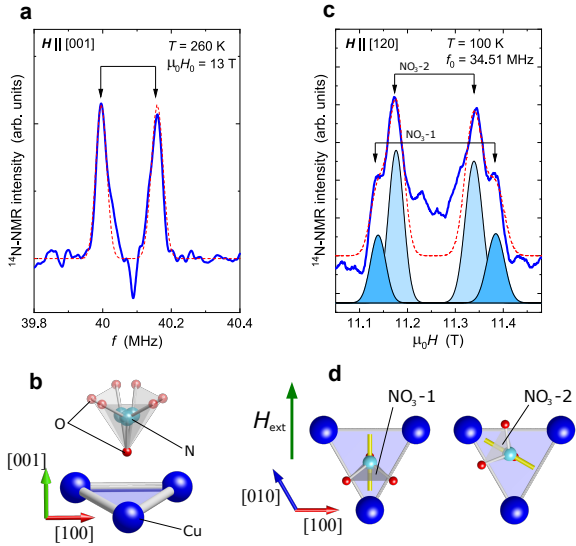 a
H || [001]
T = 260 K
μ₀H₀ = 13 T
¹⁴N-NMR intensity (arb. units)
39.8 40 40.2 40.4
f (MHz)
c
H || [120]
T = 100 K
f₀ = 34.51 MHz
NO₃-2
NO₃-1
¹⁴N-NMR intensity (arb. units)
11.1 11.2 11.3 11.4
μ₀H (T)
b
O
N
[001]
[100]
Cu
d
NO₃-1
NO₃-2
Hext
[010]
[100]